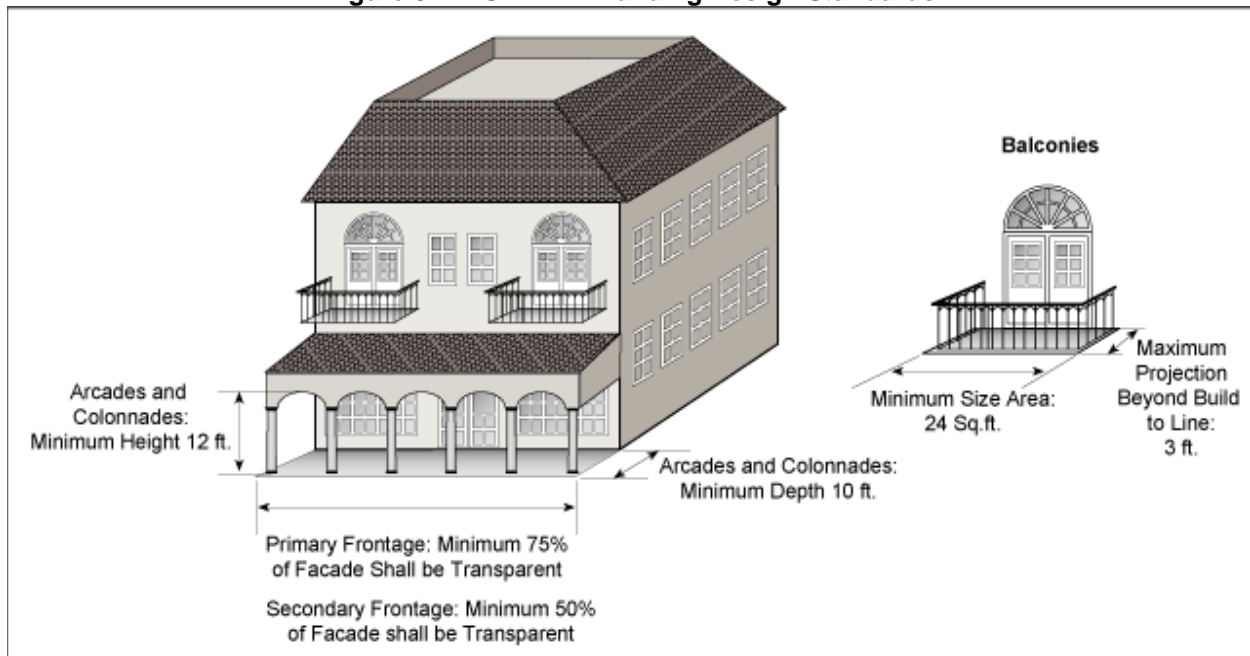 Design Standards
Balconies
Arcades and
Colonnades:
Minimum Height 12 ft.
Arcades and Colonnades:
Minimum Depth 10 ft.
Primary Frontage: Minimum 75%
of Facade Shall be Transparent
Secondary Frontage: Minimum 50%
of Facade shall be Transparent
Minimum Size Area:
24 Sq.ft.
Maximum
Projection
Beyond Build
to Line:
3 ft.